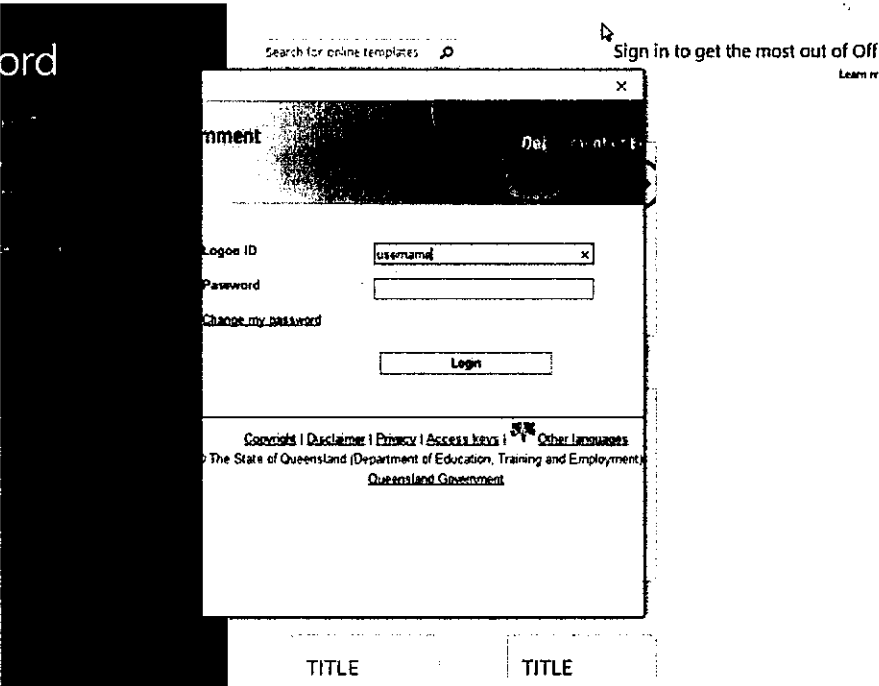 ord
Search for online templates
Sign in to get the most out of Off
Learn m
×
nment
Logon ID
username
×
Password
Change my password
Login
Copyright | Disclaimer | Privacy | Access keys | Other languages
© The State of Queensland (Department of Education, Training and Employment)
Queensland Government
TITLE
TITLE